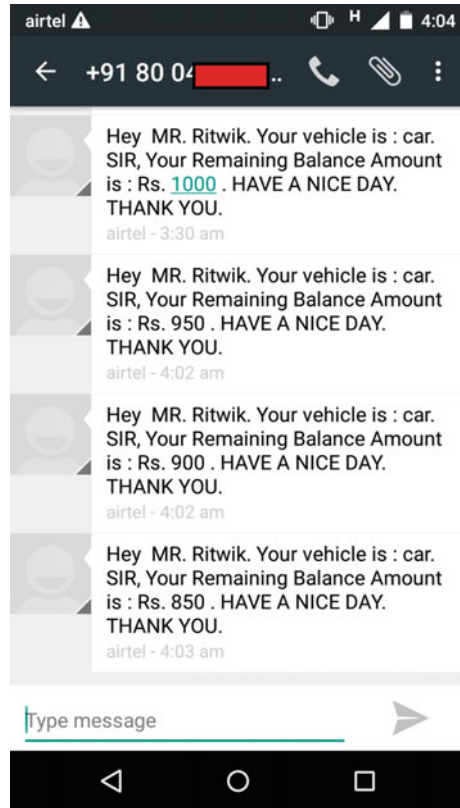 airtel H 4:04
+91 80 04 ..
Hey MR. Ritwik. Your vehicle is : car.
SIR, Your Remaining Balance Amount
is : Rs. 1000 . HAVE A NICE DAY.
THANK YOU.
airtel - 3:30 am
Hey MR. Ritwik. Your vehicle is : car.
SIR, Your Remaining Balance Amount
is : Rs. 950 . HAVE A NICE DAY.
THANK YOU.
airtel - 4:02 am
Hey MR. Ritwik. Your vehicle is : car.
SIR, Your Remaining Balance Amount
is : Rs. 900 . HAVE A NICE DAY.
THANK YOU.
airtel - 4:02 am
Hey MR. Ritwik. Your vehicle is : car.
SIR, Your Remaining Balance Amount
is : Rs. 850 . HAVE A NICE DAY.
THANK YOU.
airtel - 4:03 am
Type message